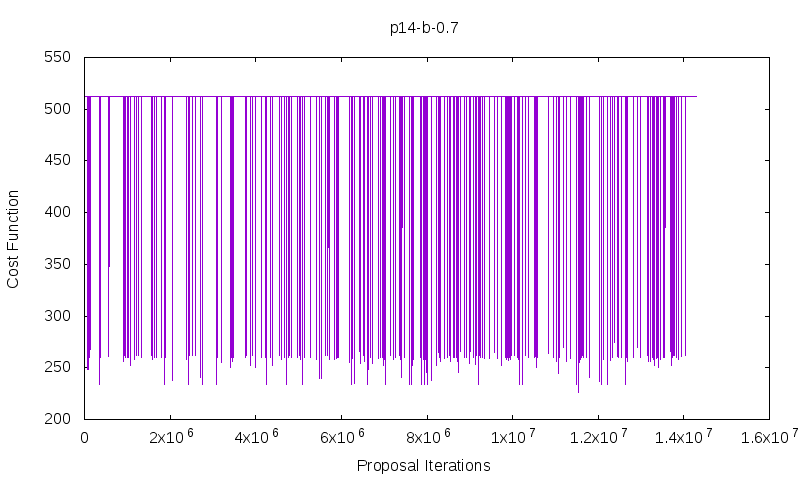 p14-b-0.7
550
500
450
400
350
300
250
200
Cost Function
0
2x10^6
4x10^6
6x10^6
8x10^6
1x10^7
1.2x10^7
1.4x10^7
1.6x10^7
Proposal Iterations